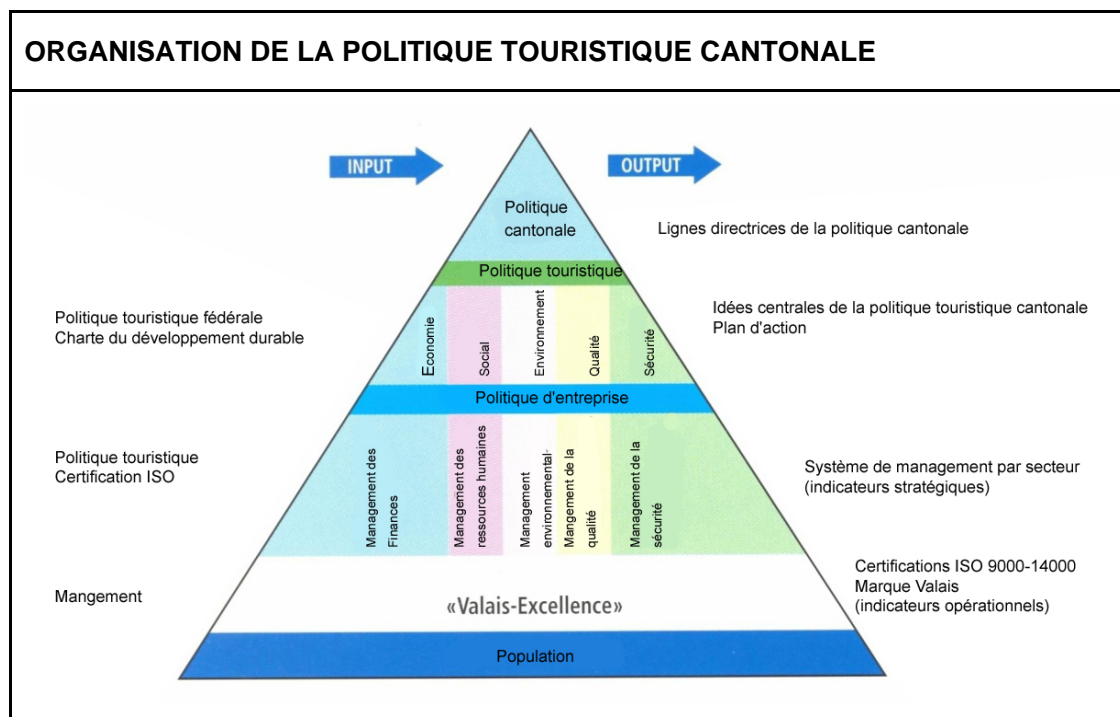 ORGANISATION DE LA POLITIQUE TOURISTIQUE CANTONALE
INPUT
OUTPUT
Politique
cantonale
Lignes directrices de la politique cantonale
Politique touristique
Politique touristique fédérale
Charte du développement durable
Economie
Social
Environnement
Qualité
Sécurité
Idées centrales de la politique touristique cantonale
Plan d'action
Politique d'entreprise
Politique touristique
Certification ISO
Management des
Finances
Management des
ressources humaines
Management
environnemental-
Mangement de la
qualité
Management de la
sécurité
Système de management par secteur
(indicateurs stratégiques)
Mangement
«Valais-Excellence»
Certifications ISO 9000-14000
Marque Valais
(indicateurs opérationnels)
Population